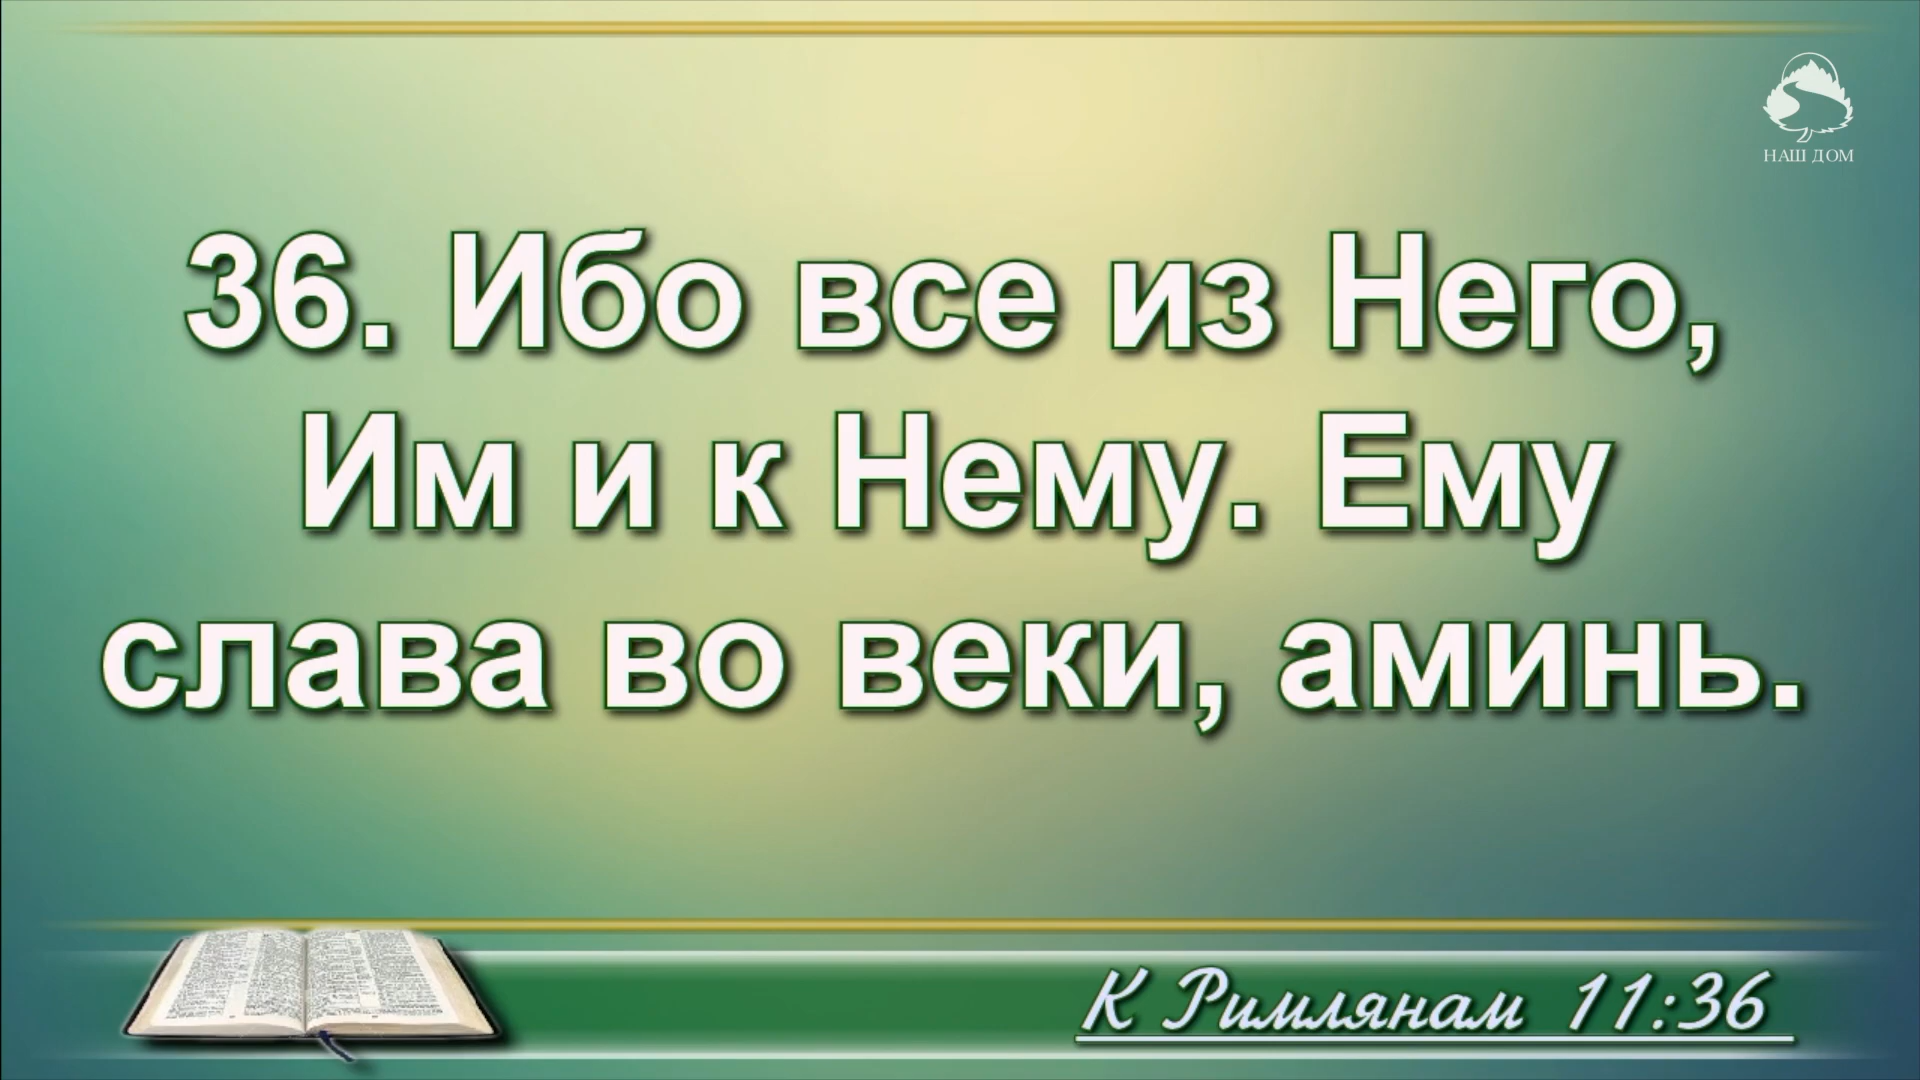 НАШ ДОМ
36. Ибо все из Него,
Им и к Нему. Ему
слава во веки, аминь.
К Римлянам 11:36